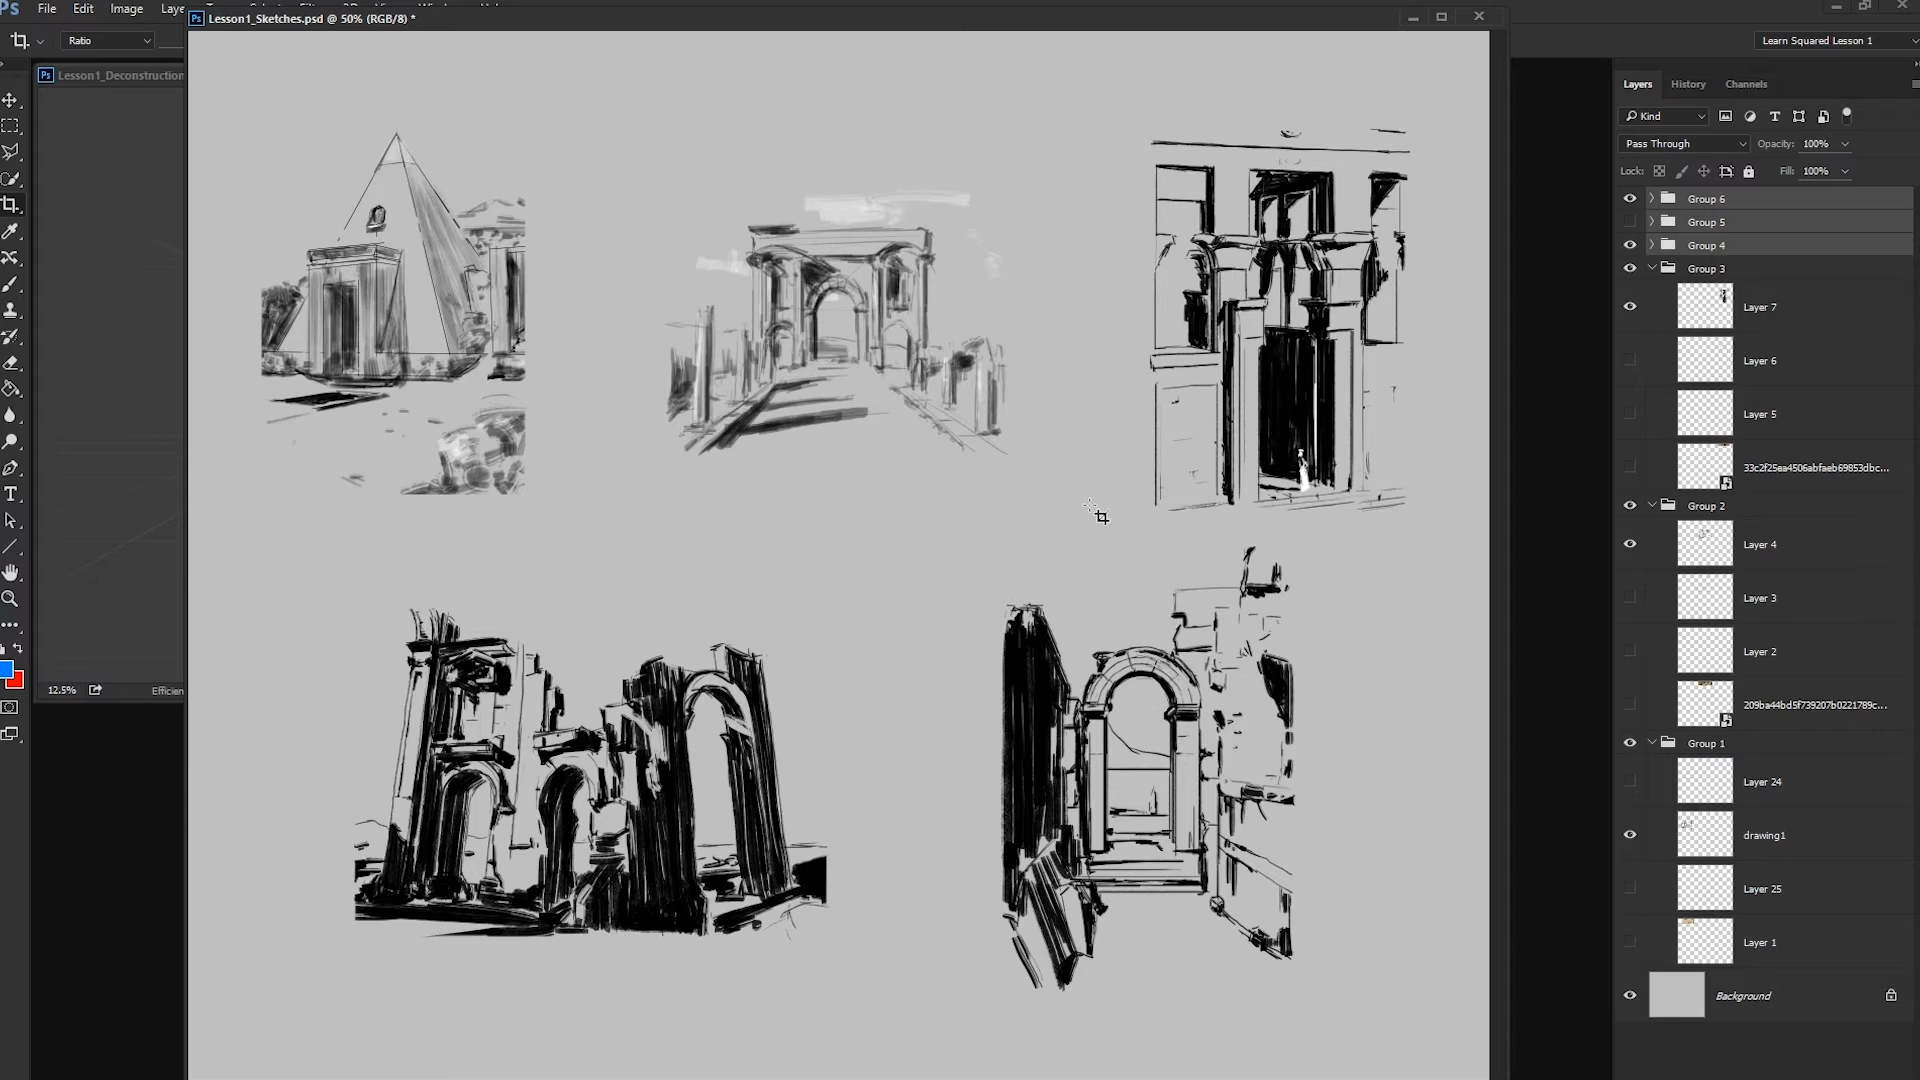 Ps File Edit Image
Ps Lesson1_Sketches.psd @ 50% (RGB/8) *
Ratio
Learn Squared Lesson 1
Ps Lesson1_Deconstruction
Layers History Channels
Kind
Pass Through Opacity: 100%
Lock: Fill: 100%
Group 6
Group 5
Group 4
Group 3
Layer 7
Layer 6
Layer 5
33c2f25ea4506abfaeb69853dbc...
Group 2
Layer 4
Layer 3
Layer 2
209ba44bd5f739207b0221789c...
Group 1
Layer 24
drawing1
Layer 25
Layer 1
Background
12.5% Efficien